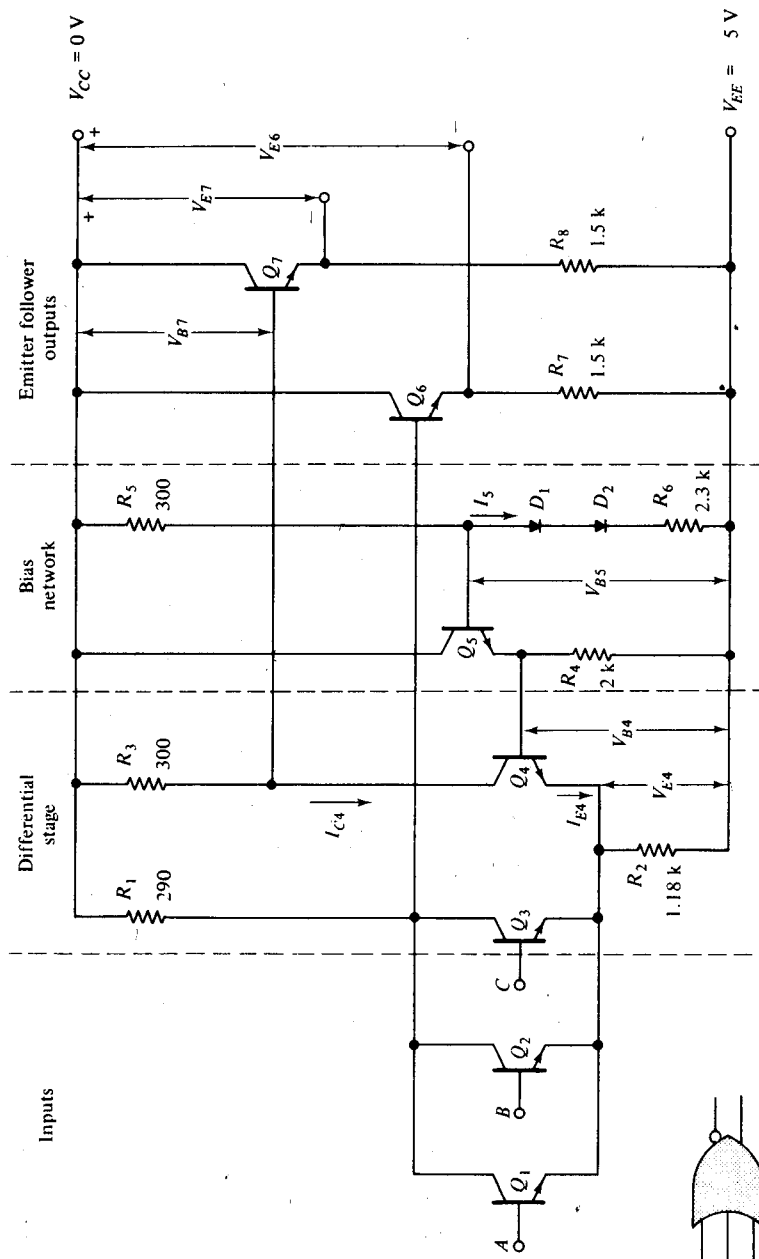 Inputs
Differential
stage
Bias
network
Emitter follower
outputs
V_CC = 0 V
R_1
290
R_3
300
R_5
300
V_B7
V_E7
V_E6
+
+
−
−
Q_7
Q_6
I_C4
I_5
D_1
D_2
Q_5
V_B5
R_6
2.3 k
R_7
1.5 k
R_8
1.5 k
R_4
2 k
V_B4
Q_4
I_E4
V_E4
R_2
1.18 k
A
Q_1
B
Q_2
C
Q_3
V_EE = 5 V